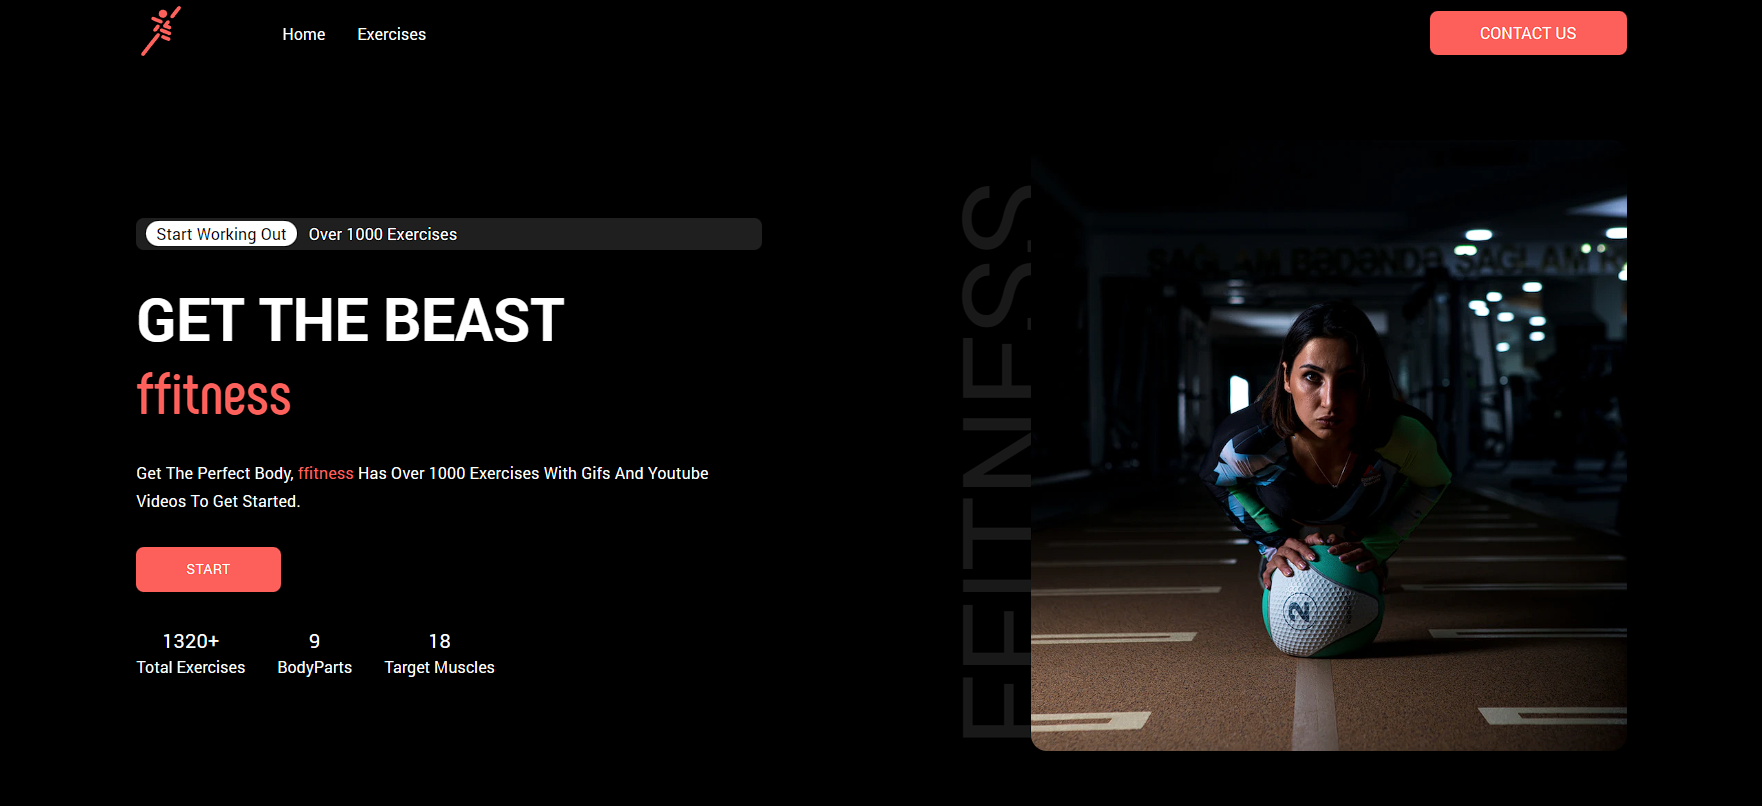 Home
Exercises
CONTACT US
Start Working Out
Over 1000 Exercises
GET THE BEAST
ffitness
Get The Perfect Body, ffitness Has Over 1000 Exercises With Gifs And Youtube
Videos To Get Started.
START
1320+
9
18
Total Exercises
BodyParts
Target Muscles
FFITNESS
2